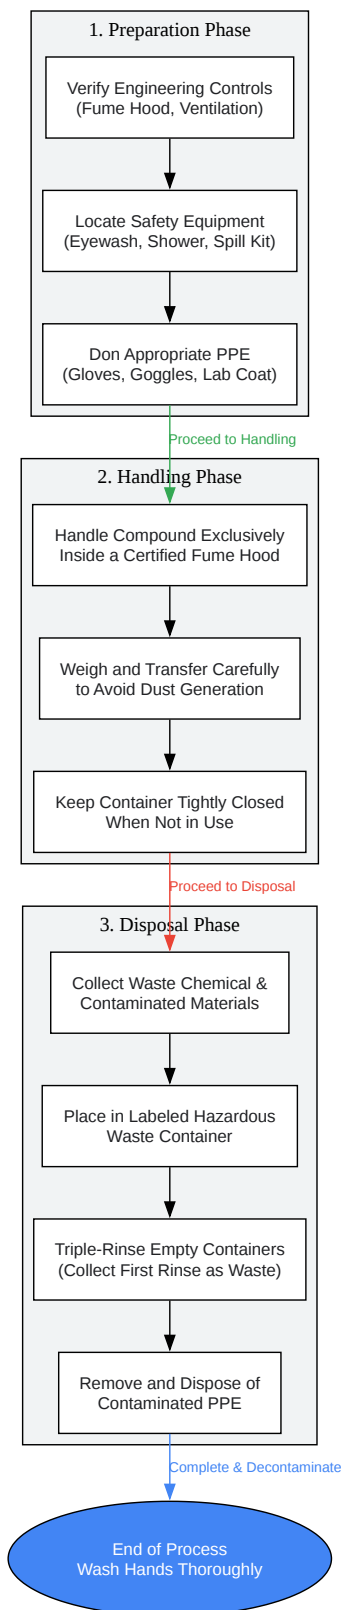 1. Preparation Phase
Verify Engineering Controls
(Fume Hood, Ventilation)
Locate Safety Equipment
(Eyewash, Shower, Spill Kit)
Don Appropriate PPE
(Gloves, Goggles, Lab Coat)
Proceed to Handling
2. Handling Phase
Handle Compound Exclusively
Inside a Certified Fume Hood
Weigh and Transfer Carefully
to Avoid Dust Generation
Keep Container Tightly Closed
When Not in Use
Proceed to Disposal
3. Disposal Phase
Collect Waste Chemical &
Contaminated Materials
Place in Labeled Hazardous
Waste Container
Triple-Rinse Empty Containers
(Collect First Rinse as Waste)
Remove and Dispose of
Contaminated PPE
Complete & Decontaminate
End of Process
Wash Hands Thoroughly